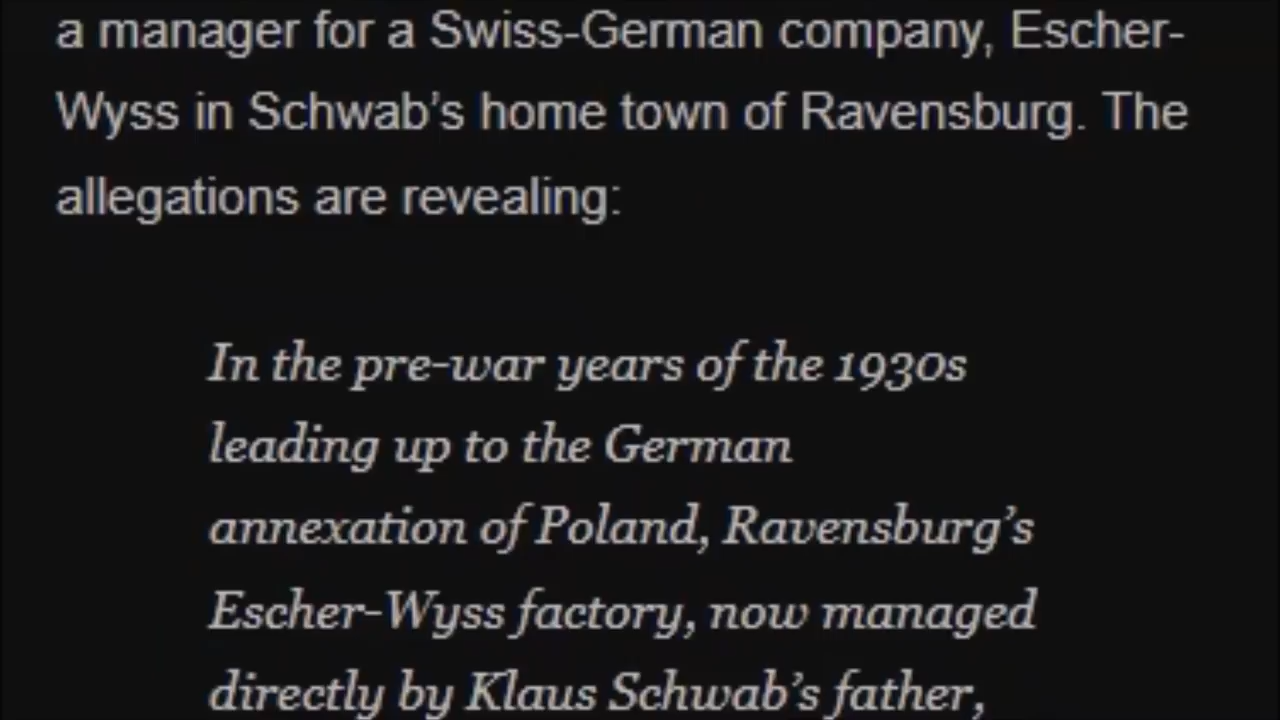 a manager for a Swiss-German company, Escher-
Wyss in Schwab’s home town of Ravensburg. The
allegations are revealing:
In the pre-war years of the 1930s
leading up to the German
annexation of Poland, Ravensburg’s
Escher-Wyss factory, now managed
directly by Klaus Schwab’s father,